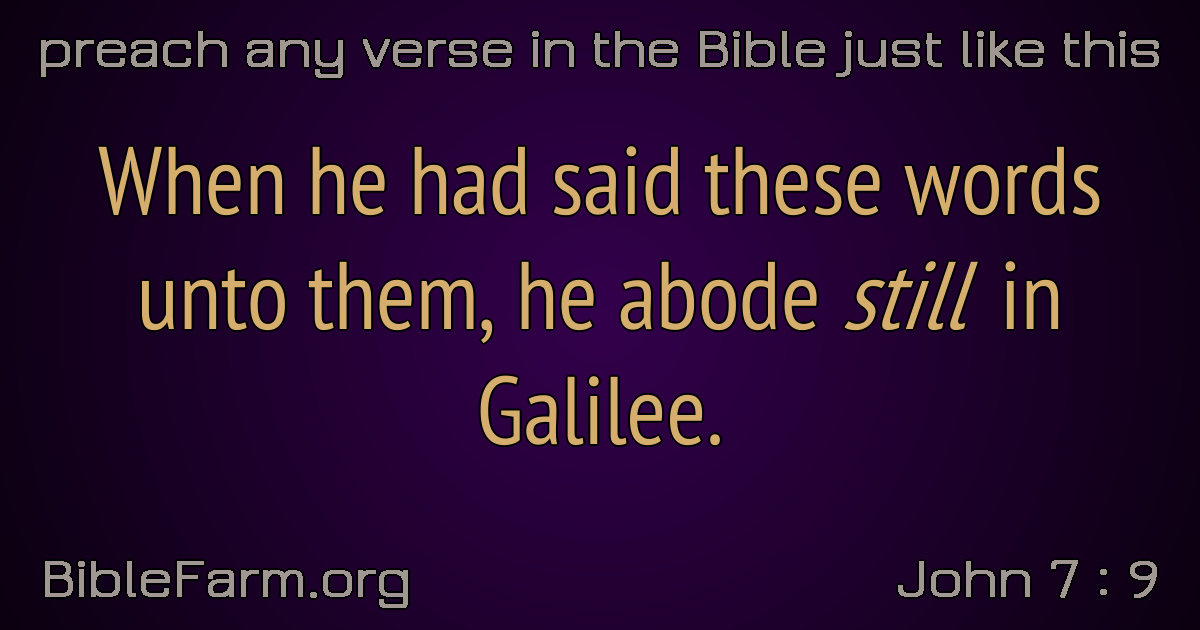 preach any verse in the Bible just like this
When he had said these words
unto them, he abode still in
Galilee.
BibleFarm.org
John 7 : 9